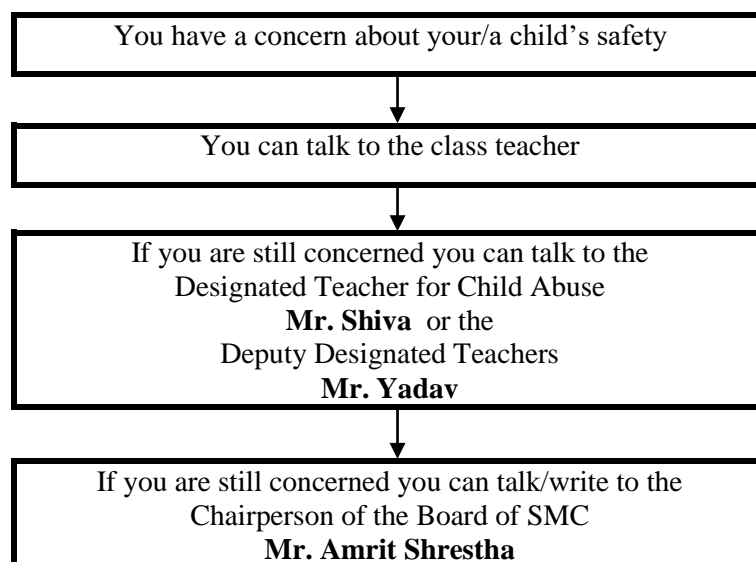 You have a concern about your/a child’s safety
You can talk to the class teacher
If you are still concerned you can talk to the
Designated Teacher for Child Abuse
Mr. Shiva or the
Deputy Designated Teachers
Mr. Yadav
If you are still concerned you can talk/write to the
Chairperson of the Board of SMC
Mr. Amrit Shrestha